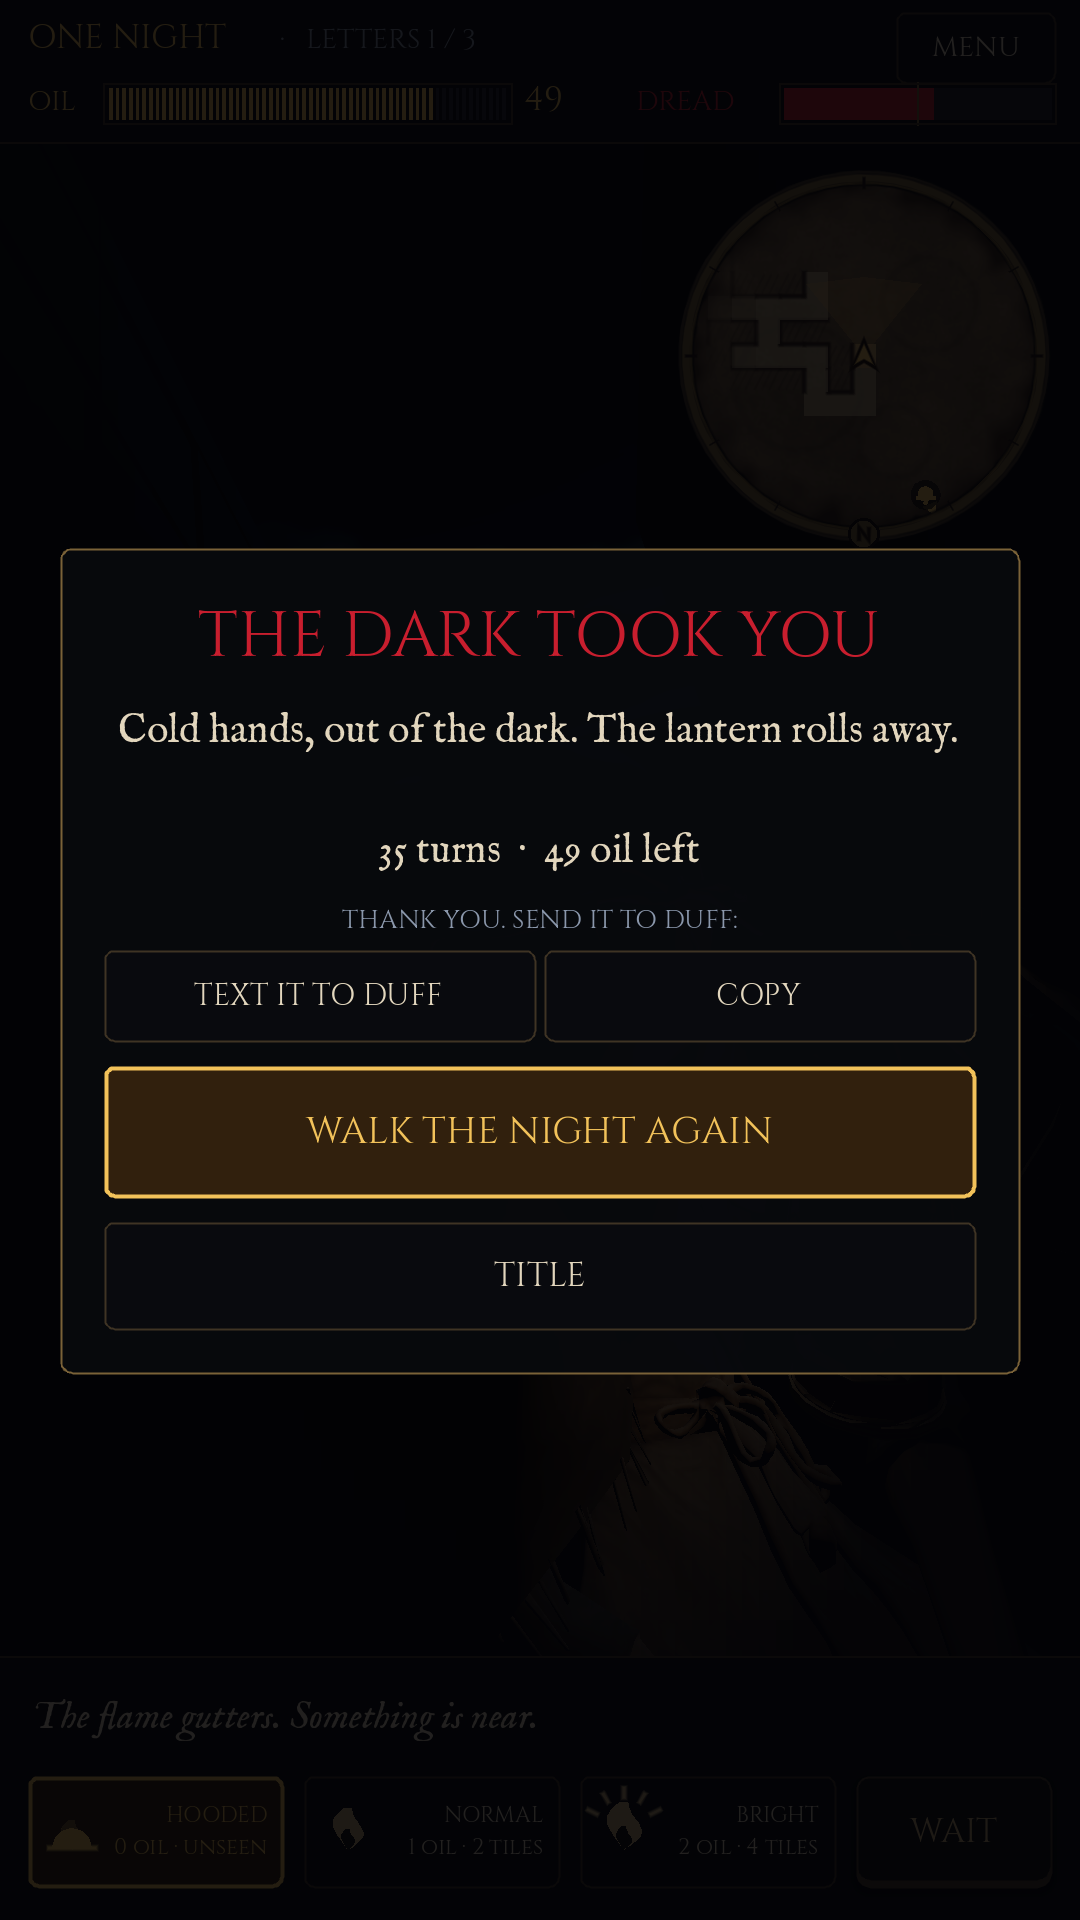 ONE NIGHT · LETTERS 1 / 3
MENU
OIL 49 DREAD
N
THE DARK TOOK YOU
Cold hands, out of the dark. The lantern rolls away.
35 turns · 49 oil left
THANK YOU. SEND IT TO DUFF:
TEXT IT TO DUFF
COPY
WALK THE NIGHT AGAIN
TITLE
The flame gutters. Something is near.
HOODED
0 OIL · UNSEEN
NORMAL
1 OIL · 2 TILES
BRIGHT
2 OIL · 4 TILES
WAIT